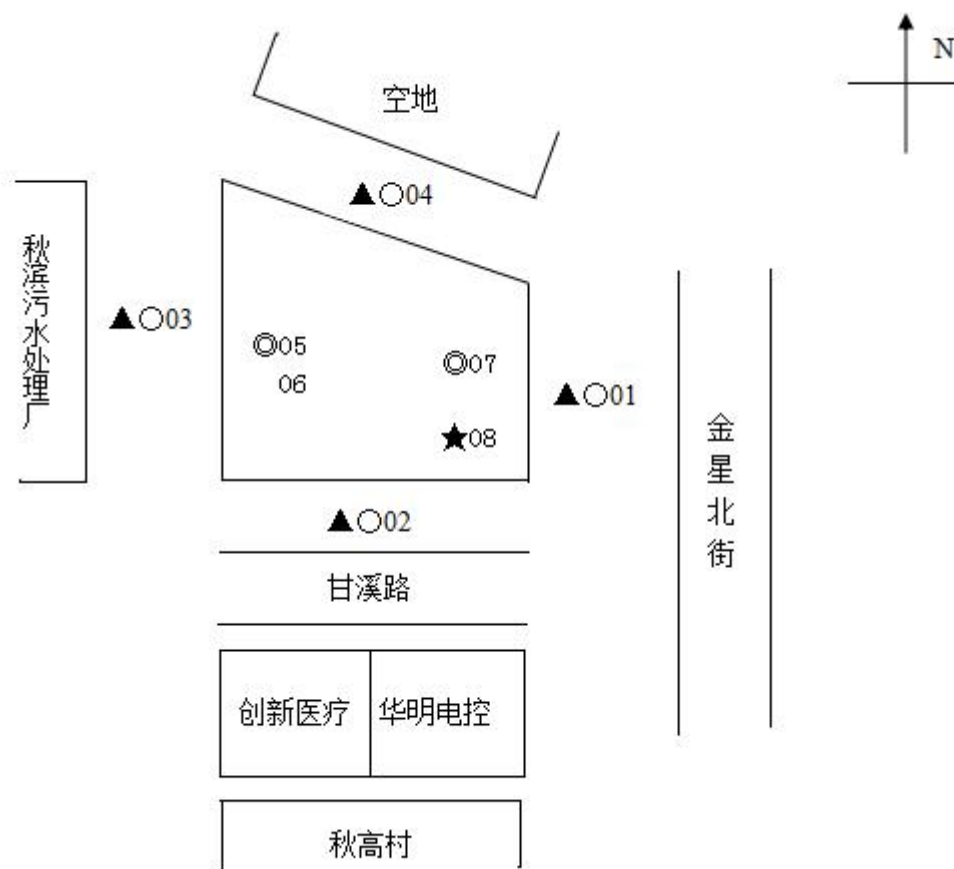 N
空地
▲○04
秋滨污水处理厂
▲○03
◎05
06
◎07
▲○01
★08
金星北街
▲○02
甘溪路
创新医疗
华明电控
秋高村